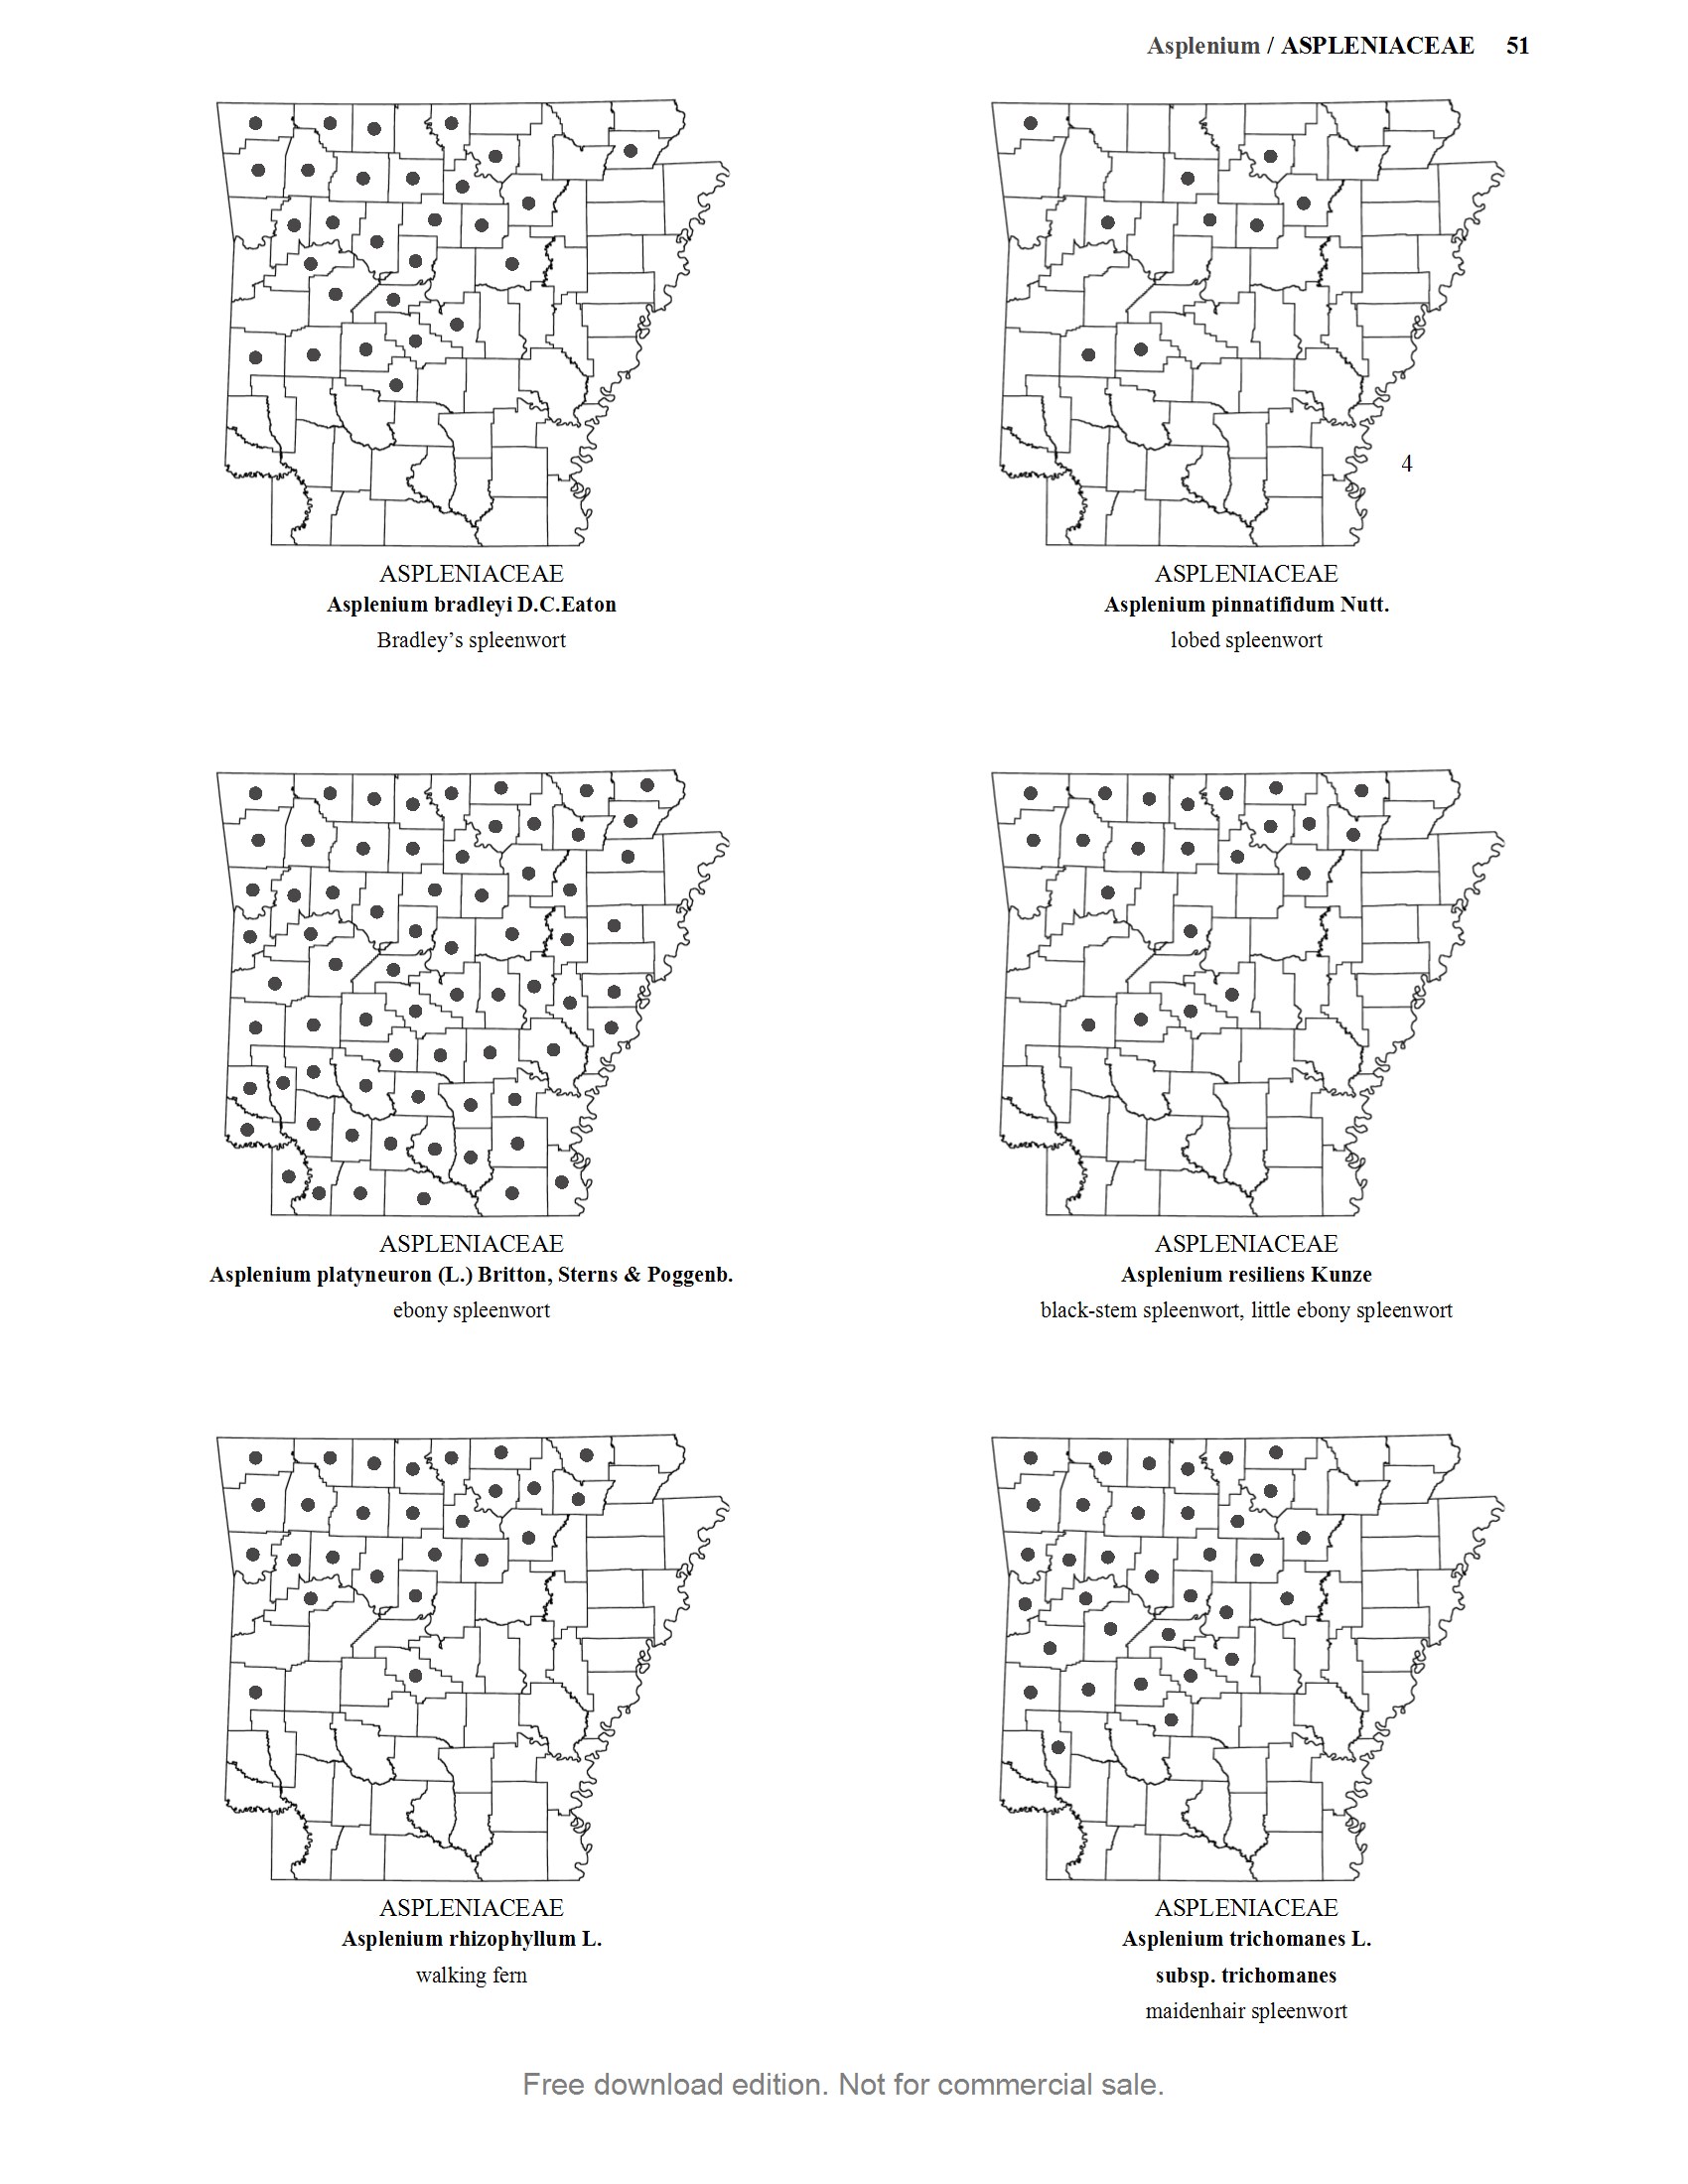 Asplenium / ASPLENIACEAE 51
ASPLENIACEAE
Asplenium bradleyi D.C.Eaton
Bradley’s spleenwort
4
ASPLENIACEAE
Asplenium pinnatifidum Nutt.
lobed spleenwort
ASPLENIACEAE
Asplenium platyneuron (L.) Britton, Sterns & Poggenb.
ebony spleenwort
ASPLENIACEAE
Asplenium resiliens Kunze
black-stem spleenwort, little ebony spleenwort
ASPLENIACEAE
Asplenium rhizophyllum L.
walking fern
ASPLENIACEAE
Asplenium trichomanes L.
subsp. trichomanes
maidenhair spleenwort
Free download edition. Not for commercial sale.